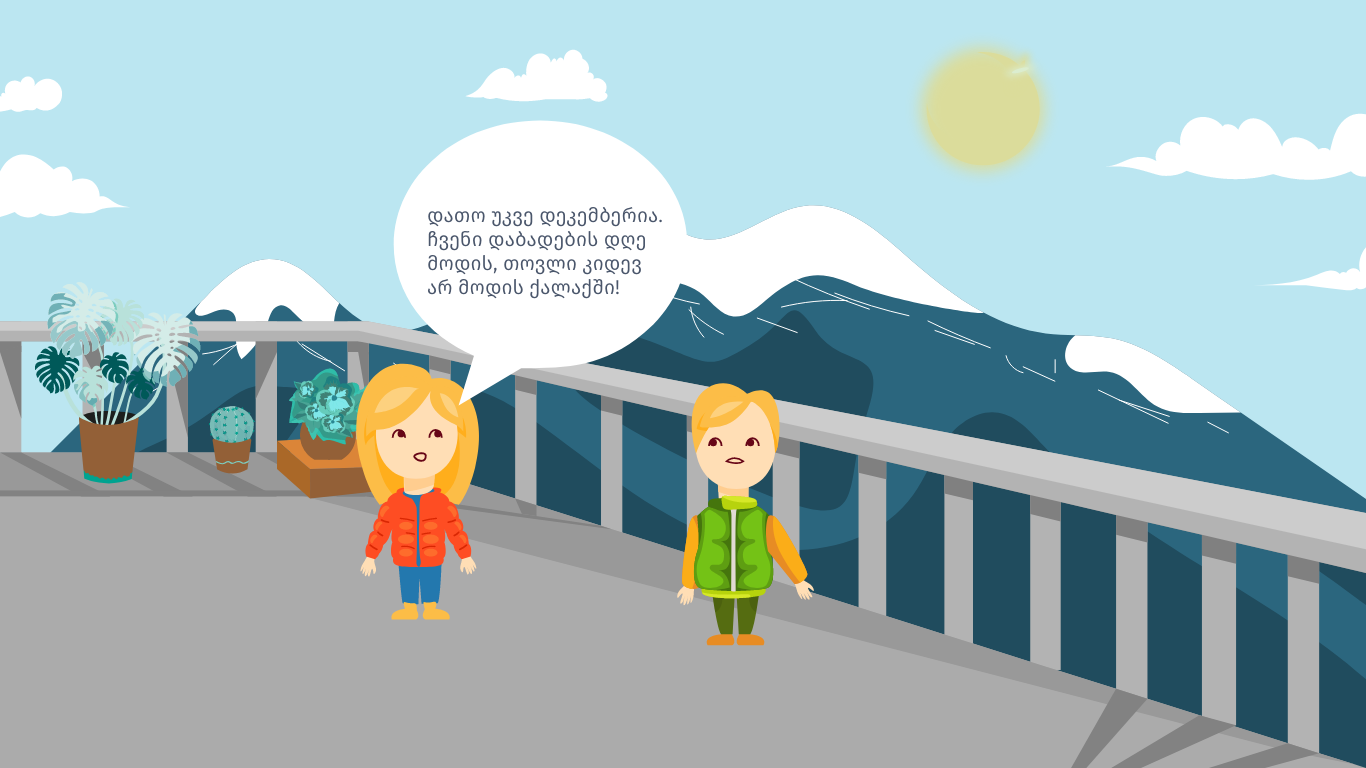 დათო უკვე დეკემბერია.
ჩვენი დაბადების დღე
მოდის, თოვლი კიდევ
არ მოდის ქალაქში!